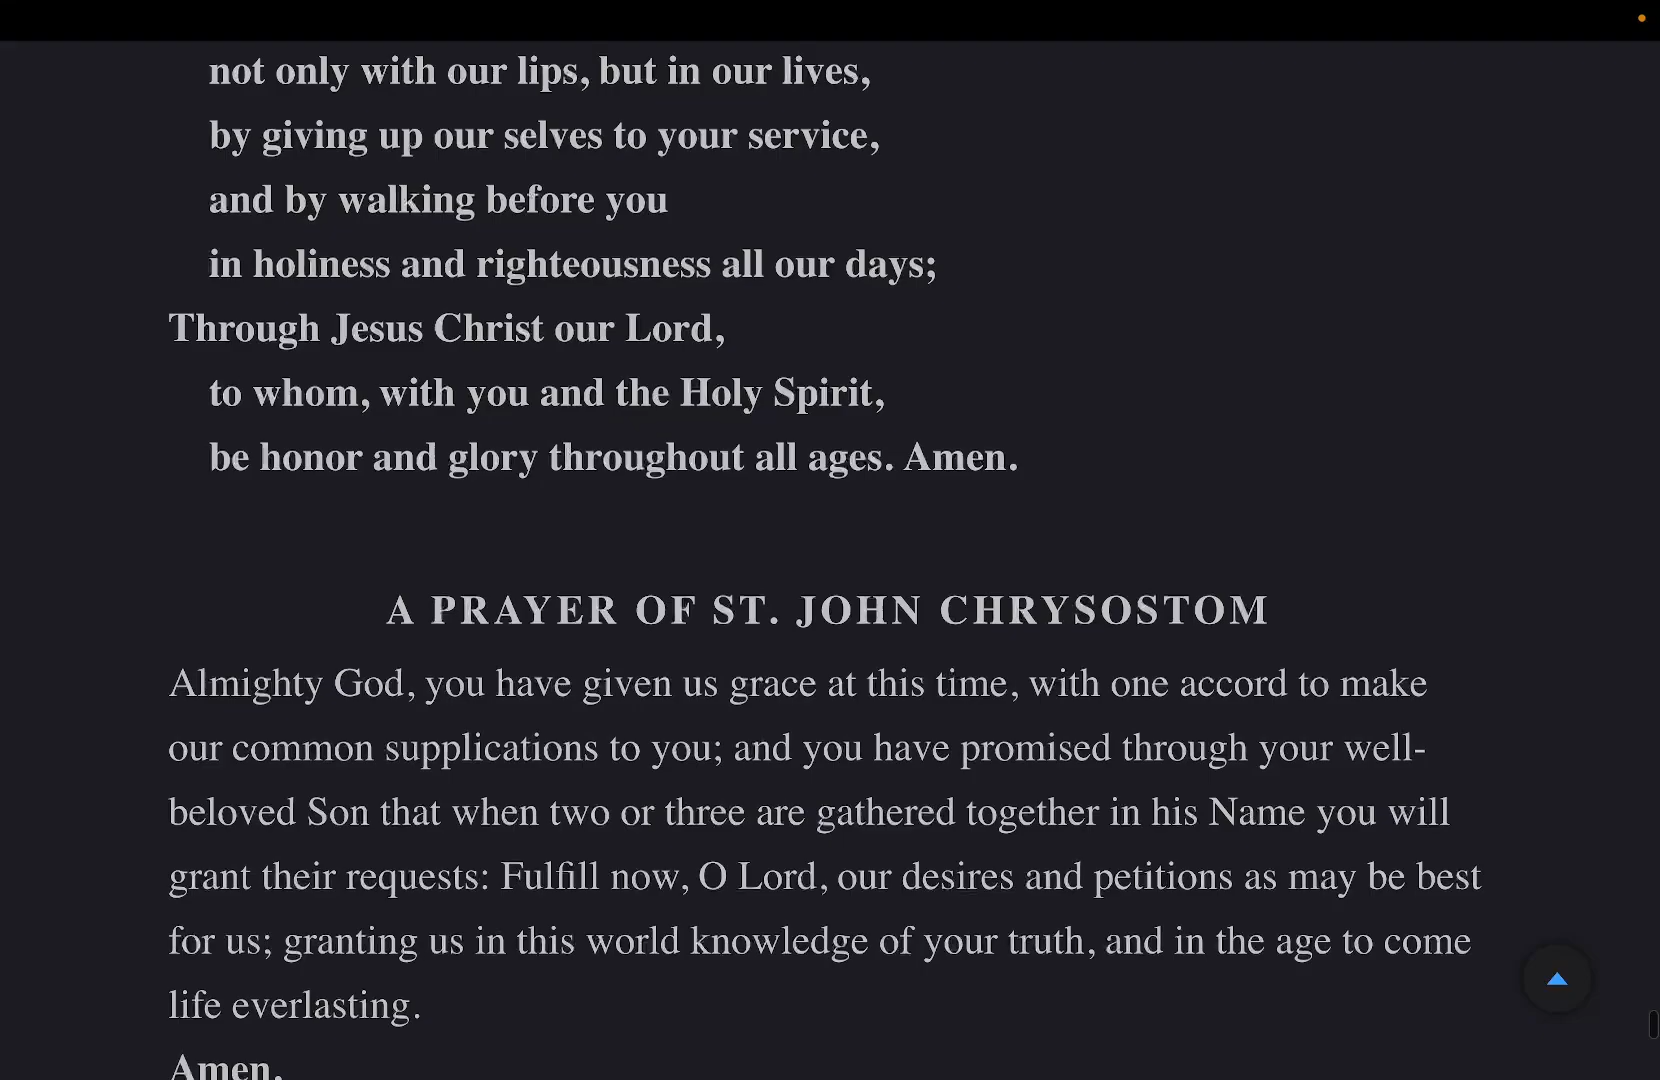 not only with our lips, but in our lives,
by giving up our selves to your service,
and by walking before you
in holiness and righteousness all our days;
Through Jesus Christ our Lord,
to whom, with you and the Holy Spirit,
be honor and glory throughout all ages. Amen.
A PRAYER OF ST. JOHN CHRYSOSTOM
Almighty God, you have given us grace at this time, with one accord to make
our common supplications to you; and you have promised through your well-
beloved Son that when two or three are gathered together in his Name you will
grant their requests: Fulfill now, O Lord, our desires and petitions as may be best
for us; granting us in this world knowledge of your truth, and in the age to come
life everlasting.
Amen.